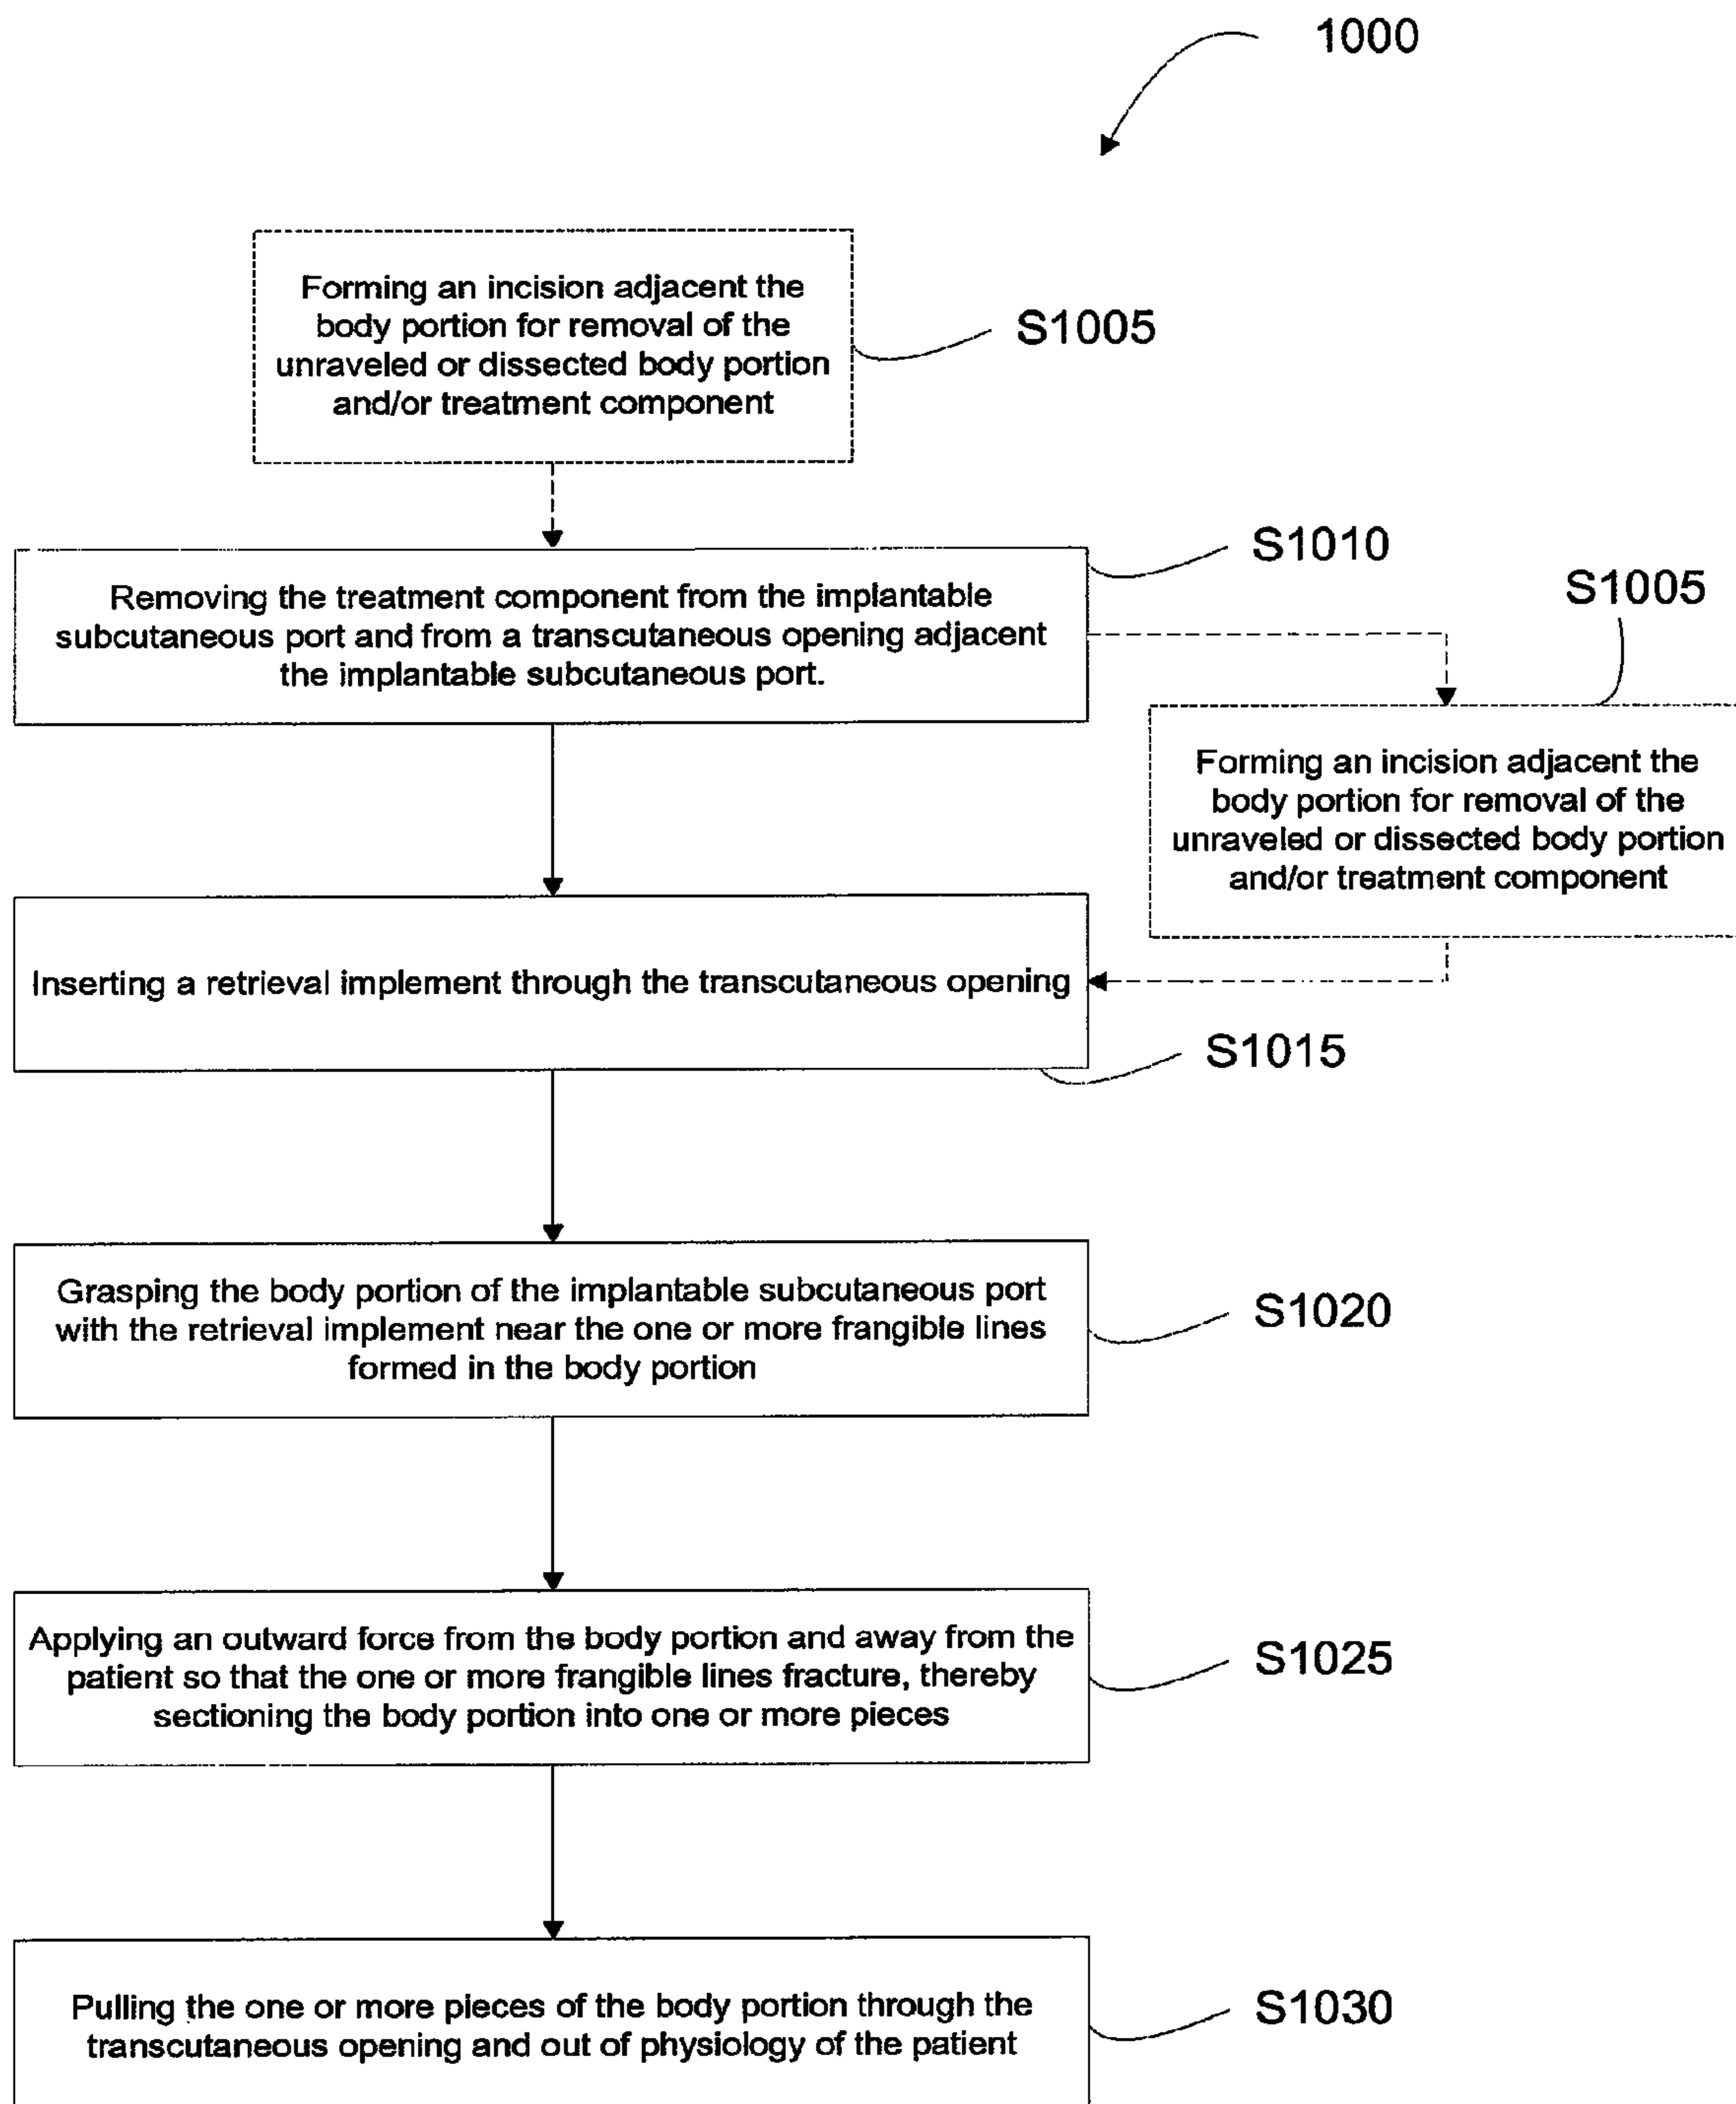 1000
Forming an incision adjacent the
body portion for removal of the
unraveled or dissected body portion
and/or treatment component
S1005
Removing the treatment component from the implantable
subcutaneous port and from a transcutaneous opening adjacent
the implantable subcutaneous port.
S1010
S1005
Forming an incision adjacent the
body portion for removal of the
unraveled or dissected body portion
and/or treatment component
Inserting a retrieval implement through the transcutaneous opening
S1015
Grasping the body portion of the implantable subcutaneous port
with the retrieval implement near the one or more frangible lines
formed in the body portion
S1020
Applying an outward force from the body portion and away from the
patient so that the one or more frangible lines fracture, thereby
sectioning the body portion into one or more pieces
S1025
Pulling the one or more pieces of the body portion through the
transcutaneous opening and out of physiology of the patient
S1030